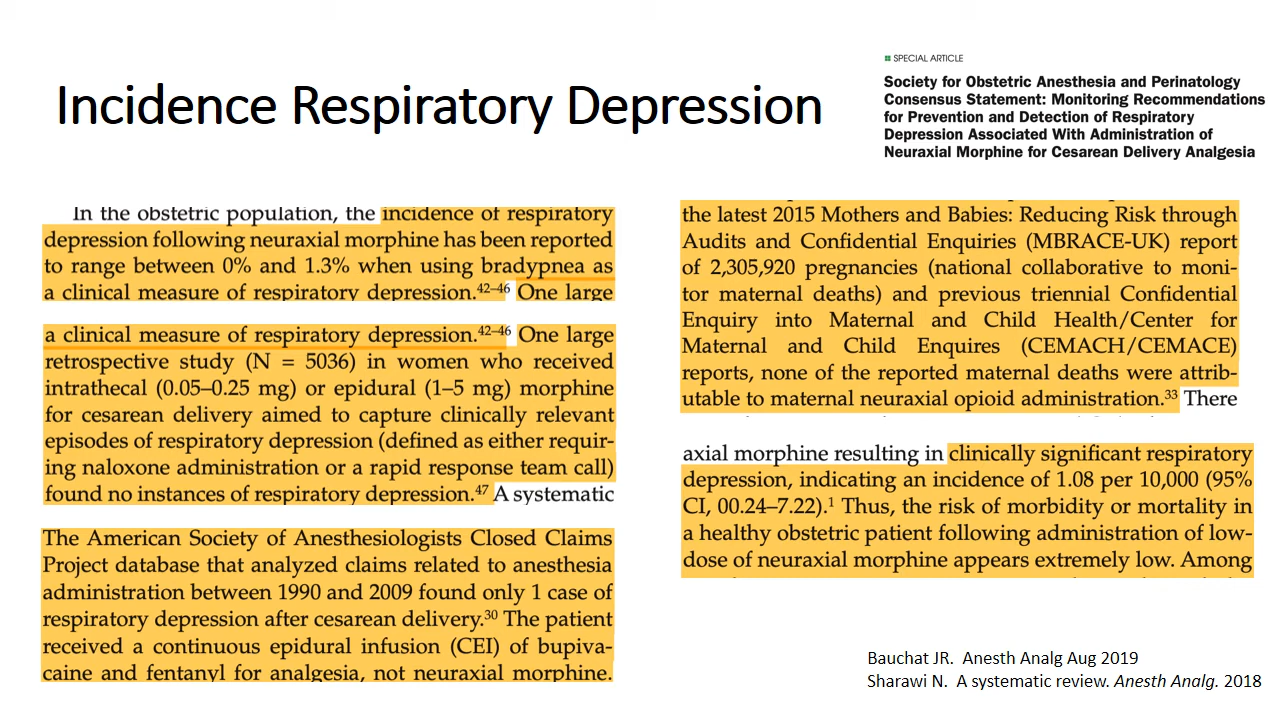 Incidence Respiratory Depression
SPECIAL ARTICLE
Society for Obstetric Anesthesia and Perinatology
Consensus Statement: Monitoring Recommendations
for Prevention and Detection of Respiratory
Depression Associated With Administration of
Neuraxial Morphine for Cesarean Delivery Analgesia
In the obstetric population, the incidence of respiratory
depression following neuraxial morphine has been reported
to range between 0% and 1.3% when using bradypnea as
a clinical measure of respiratory depression.⁴²⁻⁴⁶ One large
a clinical measure of respiratory depression.⁴²⁻⁴⁶ One large
retrospective study (N = 5036) in women who received
intrathecal (0.05–0.25 mg) or epidural (1–5 mg) morphine
for cesarean delivery aimed to capture clinically relevant
episodes of respiratory depression (defined as either requir-
ing naloxone administration or a rapid response team call)
found no instances of respiratory depression.⁴⁷ A systematic
The American Society of Anesthesiologists Closed Claims
Project database that analyzed claims related to anesthesia
administration between 1990 and 2009 found only 1 case of
respiratory depression after cesarean delivery.³⁰ The patient
received a continuous epidural infusion (CEI) of bupiva-
caine and fentanyl for analgesia, not neuraxial morphine.
the latest 2015 Mothers and Babies: Reducing Risk through
Audits and Confidential Enquiries (MBRACE-UK) report
of 2,305,920 pregnancies (national collaborative to moni-
tor maternal deaths) and previous triennial Confidential
Enquiry into Maternal and Child Health/Center for
Maternal and Child Enquires (CEMACH/CEMACE)
reports, none of the reported maternal deaths were attrib-
utable to maternal neuraxial opioid administration.³³ There
axial morphine resulting in clinically significant respiratory
depression, indicating an incidence of 1.08 per 10,000 (95%
CI, 00.24–7.22).¹ Thus, the risk of morbidity or mortality in
a healthy obstetric patient following administration of low-
dose of neuraxial morphine appears extremely low. Among
Bauchat JR. Anesth Analg Aug 2019
Sharawi N. A systematic review. Anesth Analg. 2018